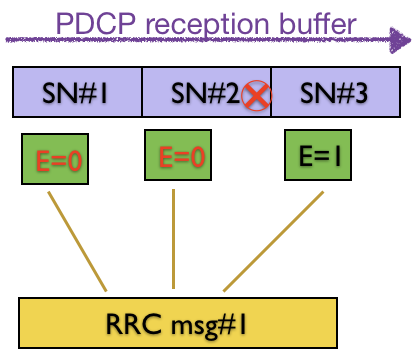 PDCP reception buffer
SN#1 SN#2 SN#3
E=0 E=0 E=1
RRC msg#1